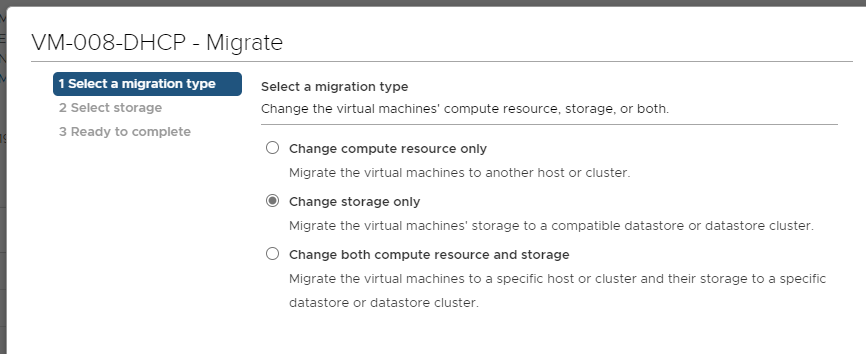 VM-008-DHCP - Migrate
1 Select a migration type
2 Select storage
3 Ready to complete
Select a migration type
Change the virtual machines' compute resource, storage, or both.
Change compute resource only
Migrate the virtual machines to another host or cluster.
Change storage only
Migrate the virtual machines' storage to a compatible datastore or datastore cluster.
Change both compute resource and storage
Migrate the virtual machines to a specific host or cluster and their storage to a specific
datastore or datastore cluster.